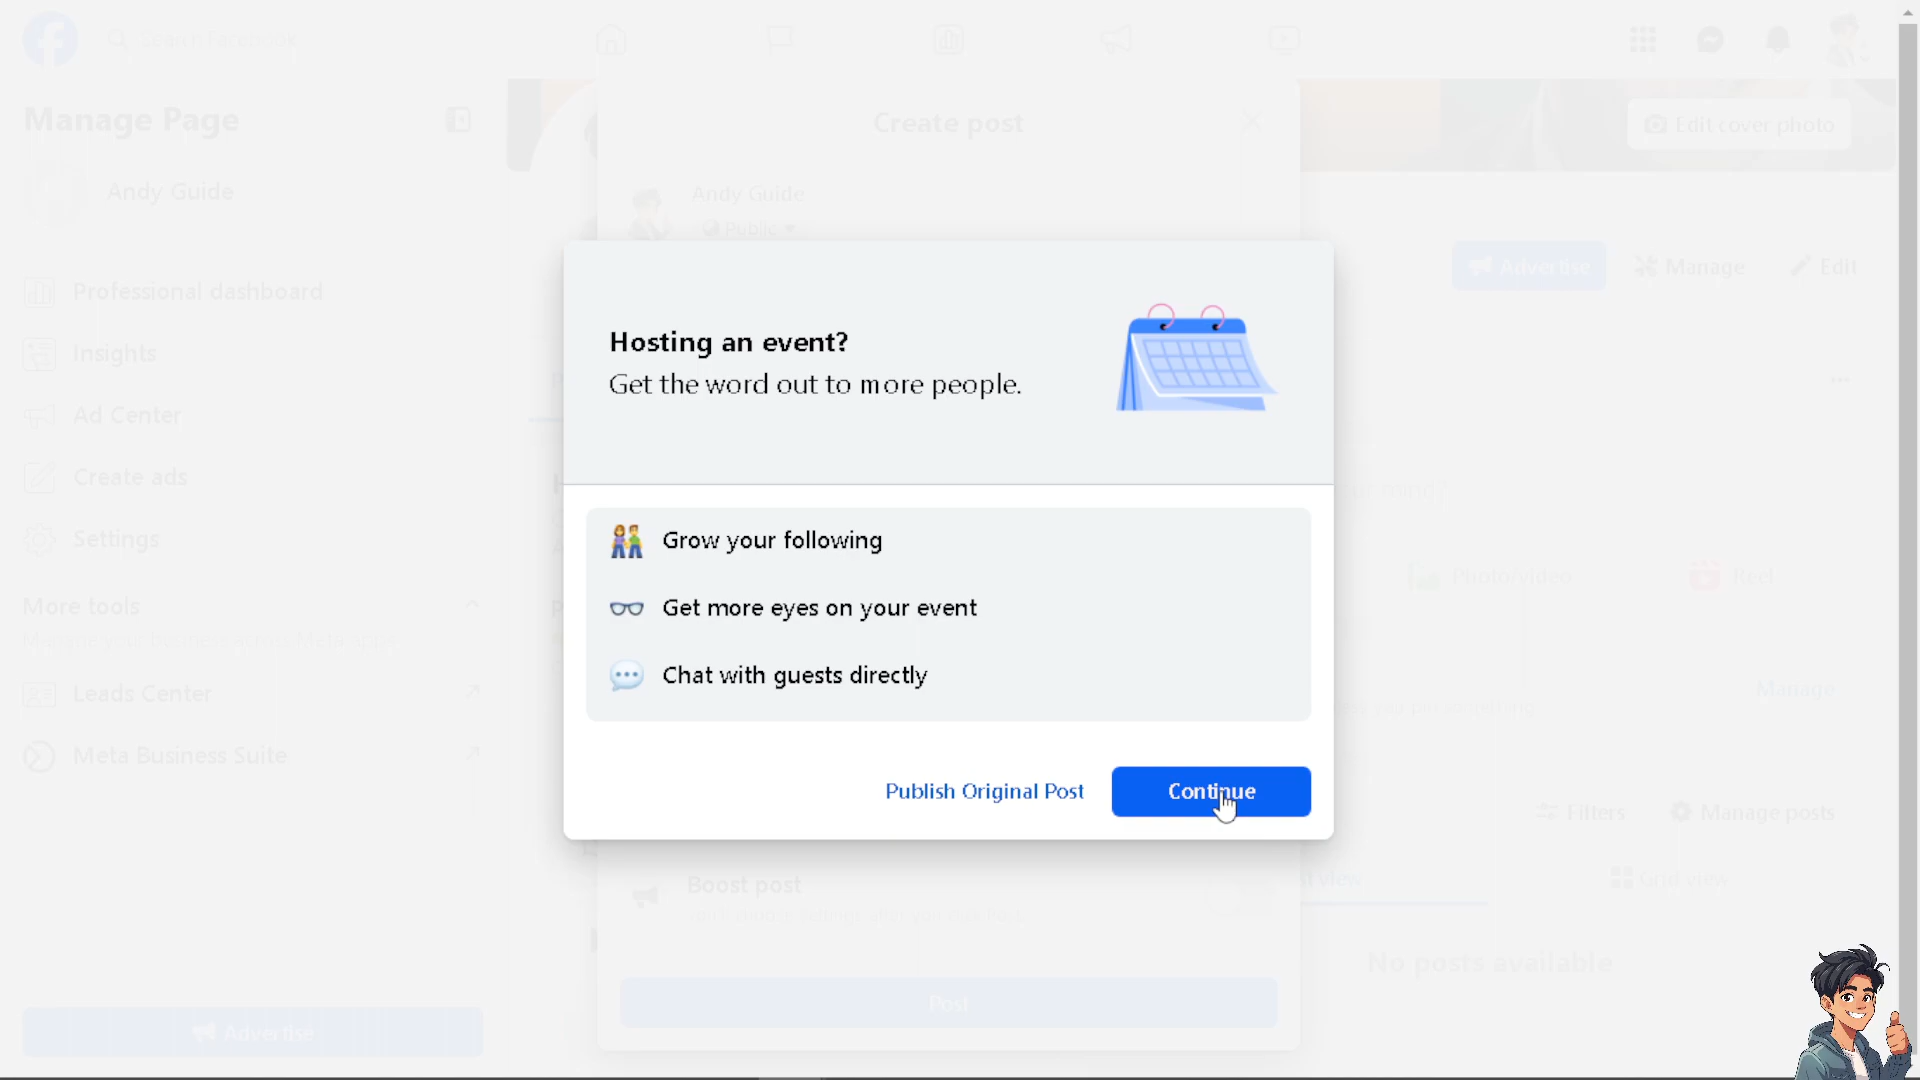 Search Facebook
Manage Page
Create post
Edit cover photo
Andy Guide
Andy Guide
Public
Advertise
Manage
Edit
Professional dashboard
Hosting an event?
Get the word out to more people.
Insights
Ad Center
Create ads
Settings
Grow your following
Photo/video
Reel
More tools
Get more eyes on your event
Chat with guests directly
Leads Center
Manage
Meta Business Suite
Publish Original Post
Continue
Filters
Manage posts
Boost post
view
Grid view
No posts available
Post
Advertise